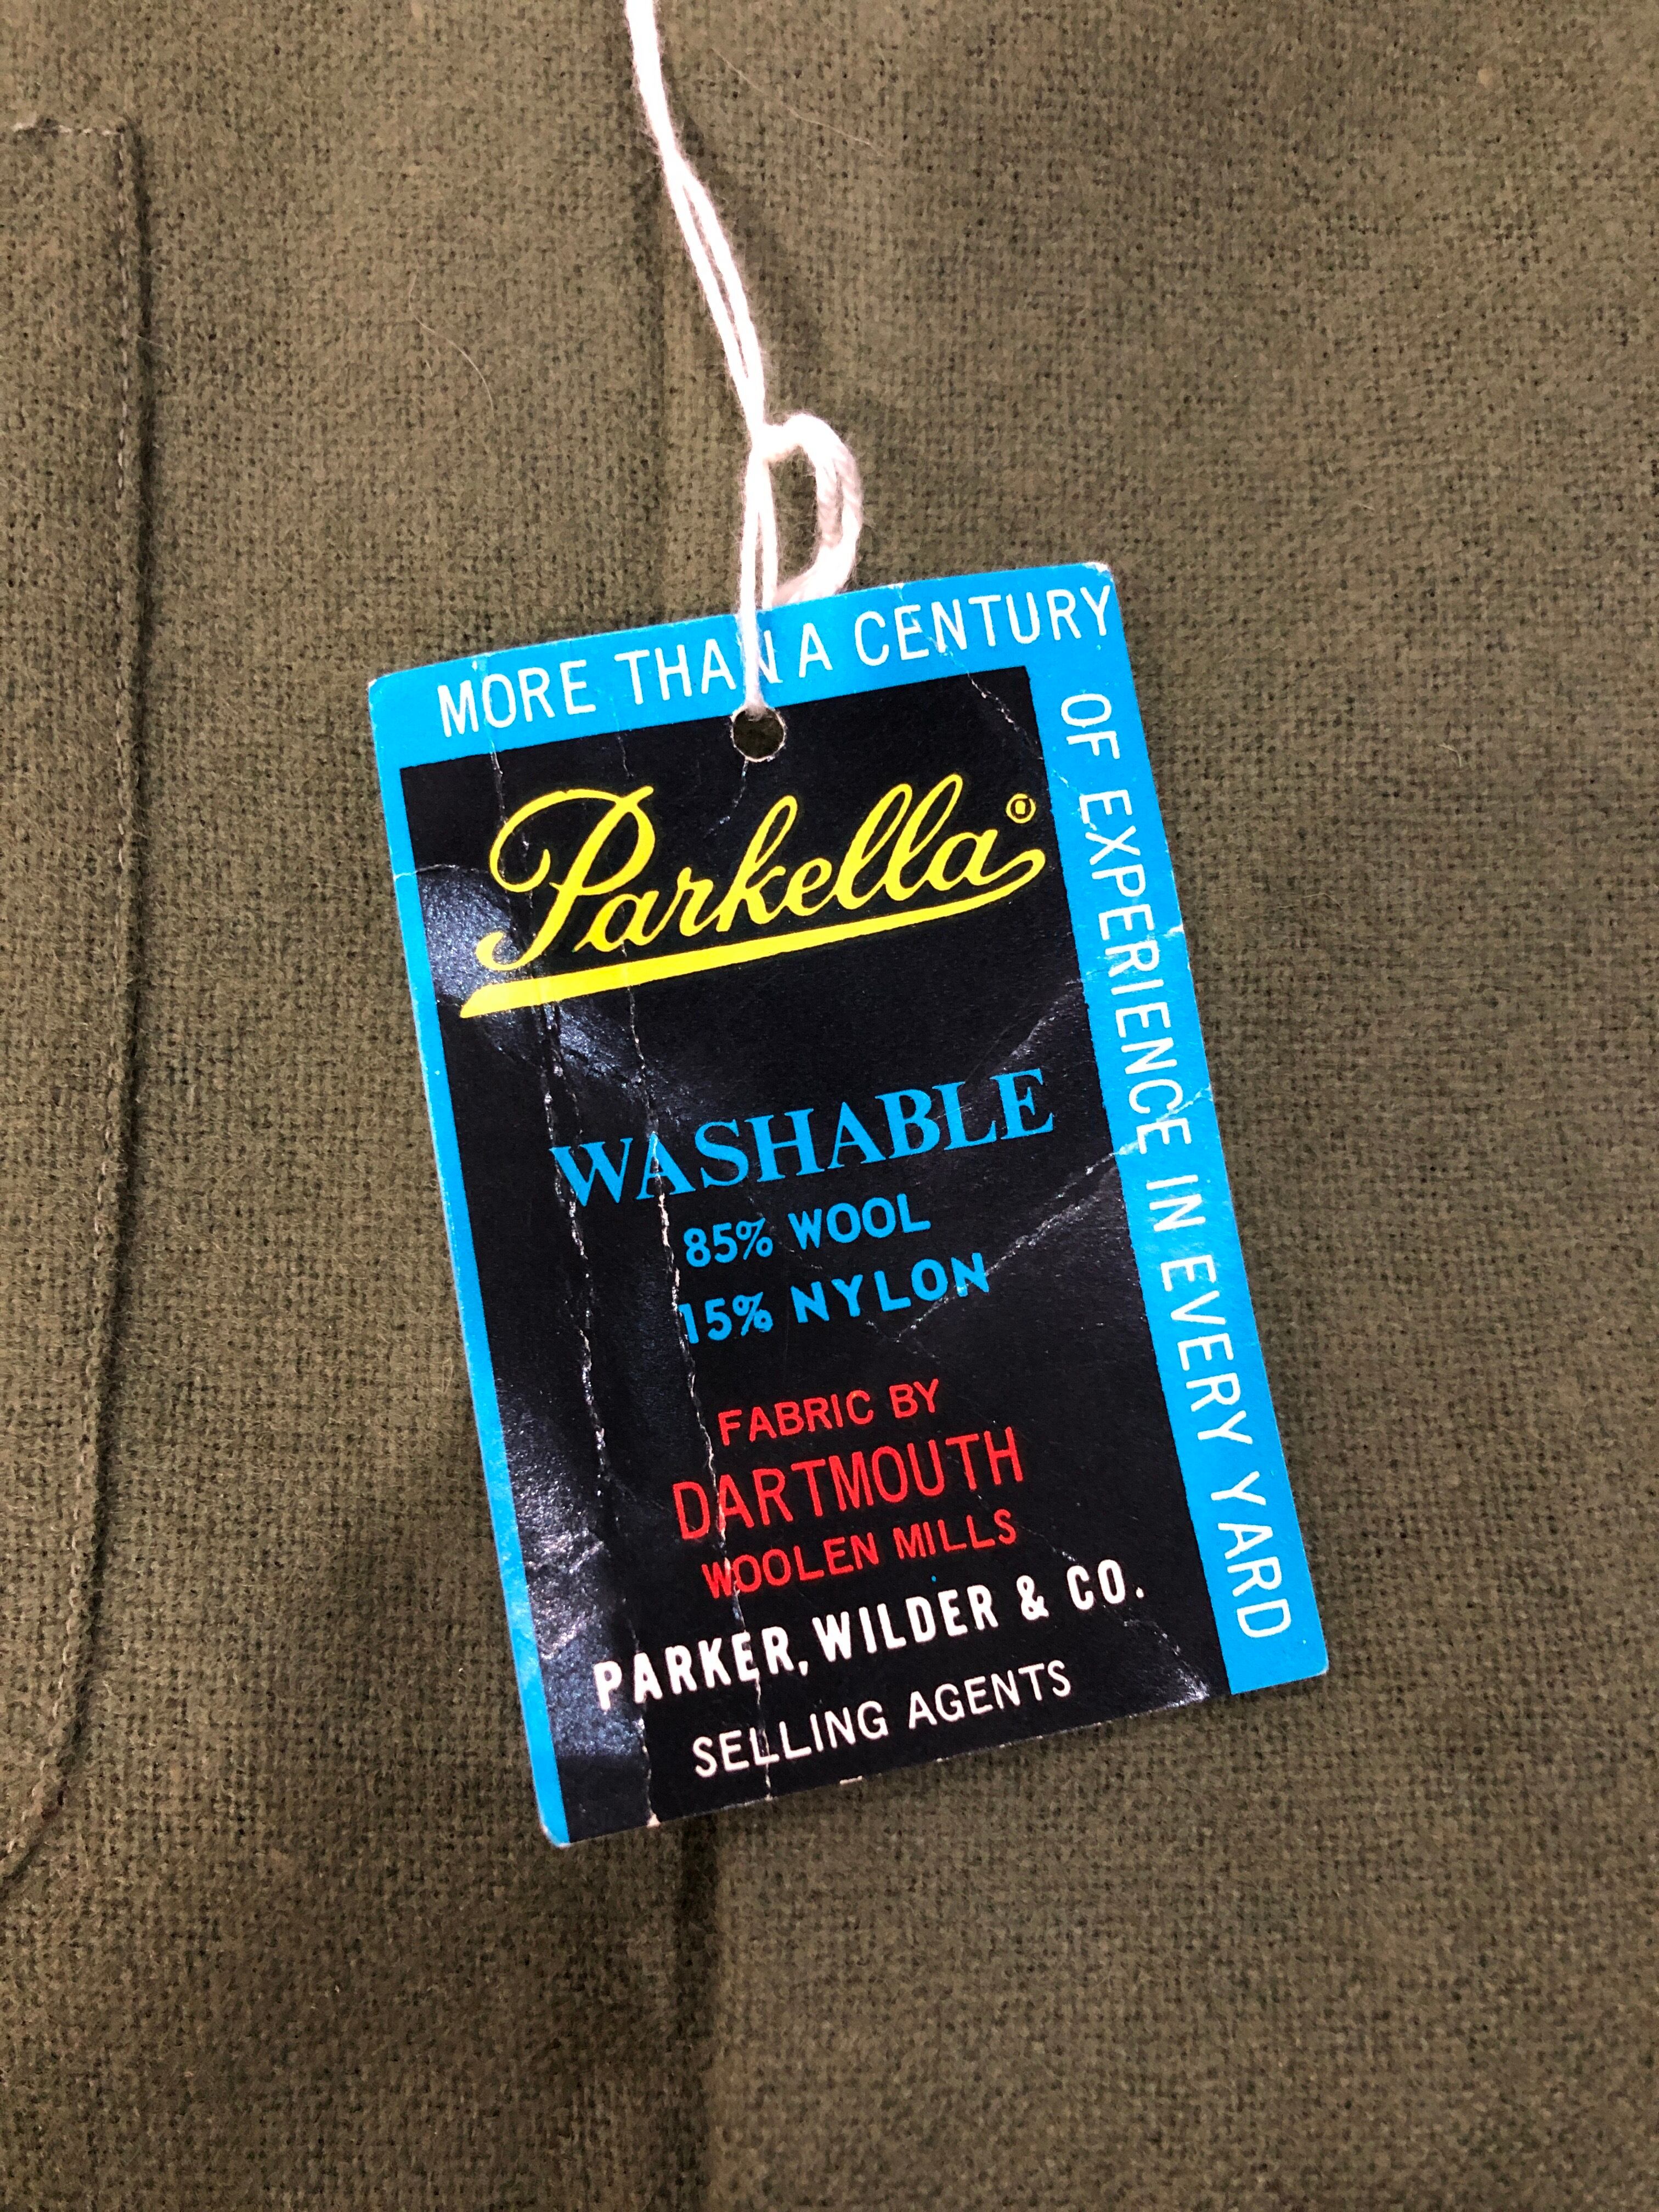 MORE THAN A CENTURY
OF EXPERIENCE IN EVERY YARD
Parkella®
WASHABLE
85% WOOL
15% NYLON
FABRIC BY
DARTMOUTH
WOOLEN MILLS
PARKER, WILDER & CO.
SELLING AGENTS